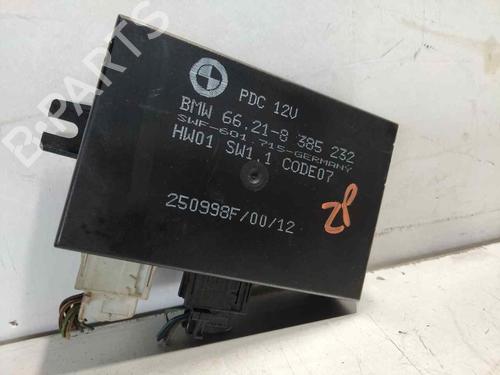 B-PARTS
PDC 12V
BMW 66.21-8 385 232
SWF-601.715-GERMANY
HW01 SW1.1 CODE07
250998F/00/12